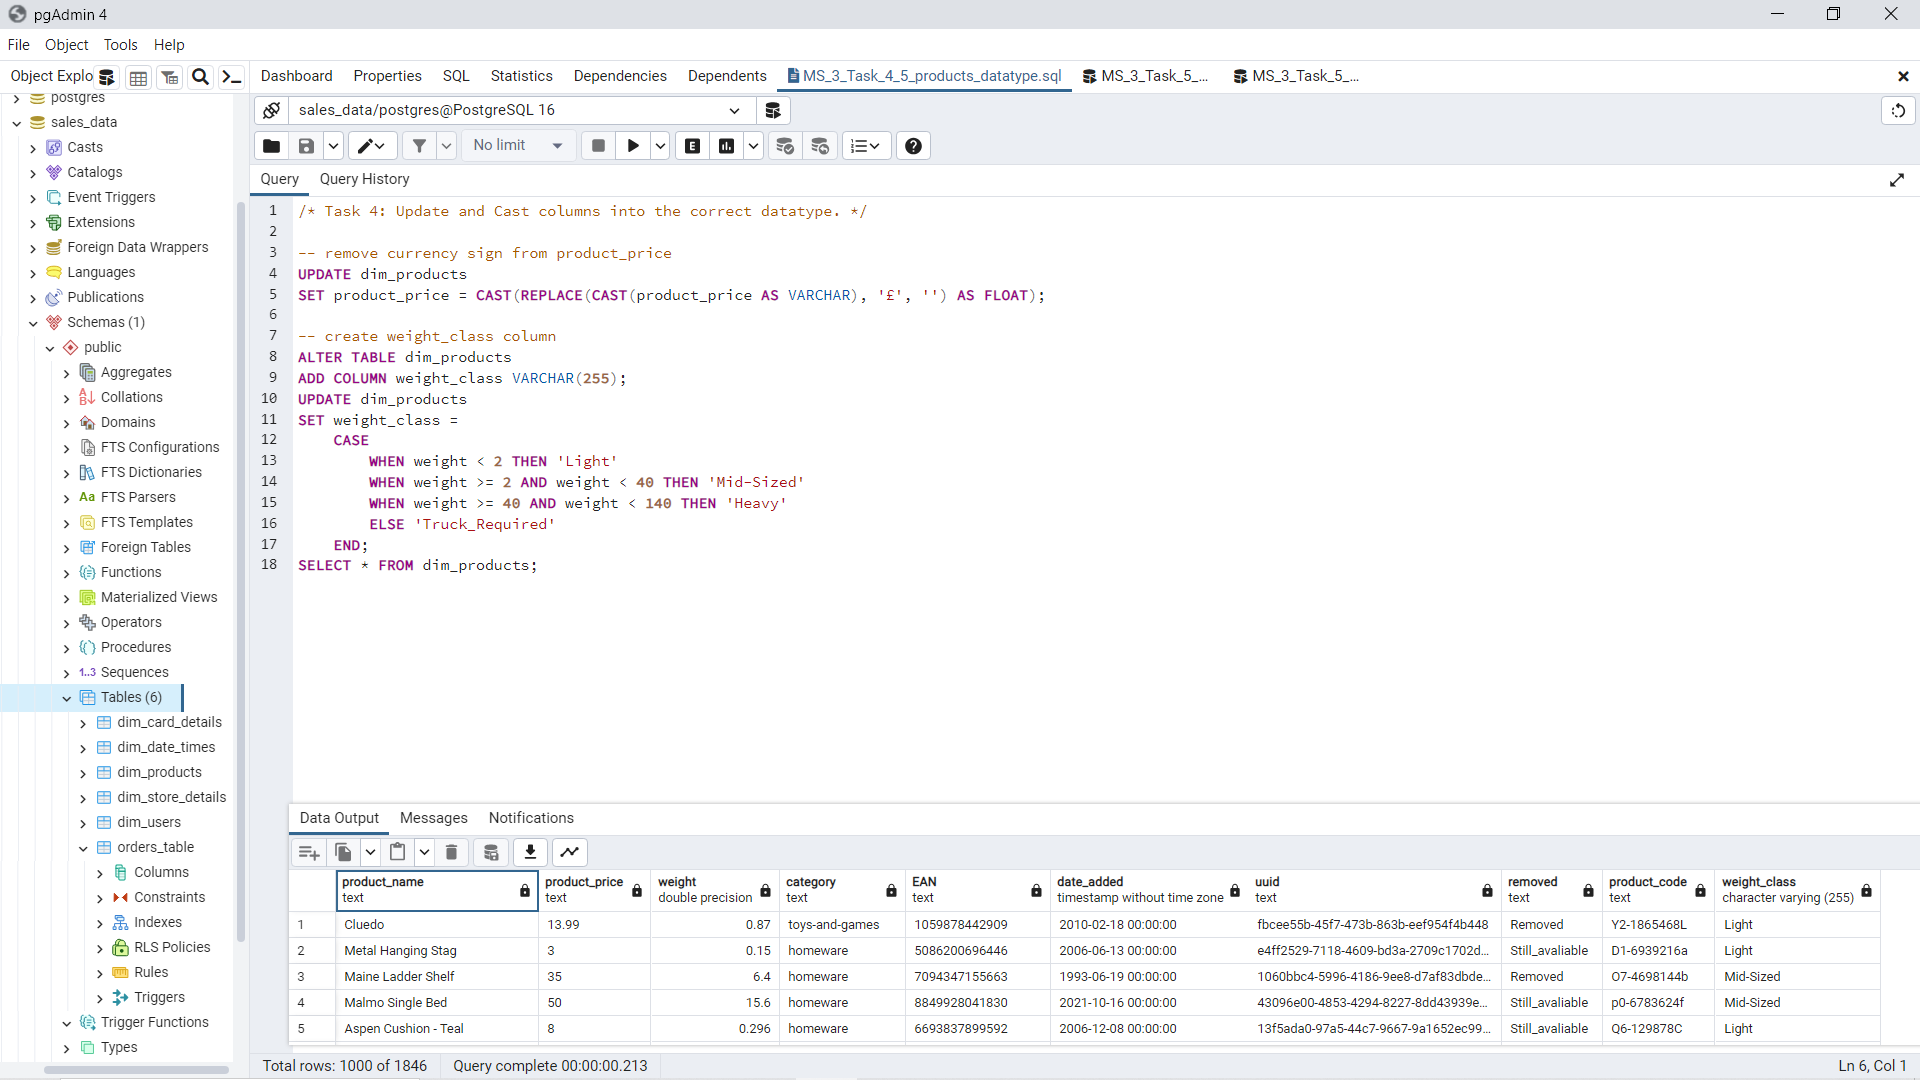 pgAdmin 4
File Object Tools Help
Object Explo
Dashboard Properties SQL Statistics Dependencies Dependents MS_3_Task_4_5_products_datatype.sql MS_3_Task_5_... MS_3_Task_5_...
postgres
sales_data
Casts
Catalogs
Event Triggers
Extensions
Foreign Data Wrappers
Languages
Publications
Schemas (1)
public
Aggregates
Collations
Domains
FTS Configurations
FTS Dictionaries
Aa FTS Parsers
FTS Templates
Foreign Tables
Functions
Materialized Views
Operators
Procedures
1..3 Sequences
Tables (6)
dim_card_details
dim_date_times
dim_products
dim_store_details
dim_users
orders_table
Columns
Constraints
Indexes
RLS Policies
Rules
Triggers
Trigger Functions
Types
sales_data/postgres@PostgreSQL 16
No limit
E
Query Query History
1 /* Task 4: Update and Cast columns into the correct datatype. */
2
3 -- remove currency sign from product_price
4 UPDATE dim_products
5 SET product_price = CAST(REPLACE(CAST(product_price AS VARCHAR), '£', '') AS FLOAT);
6
7 -- create weight_class column
8 ALTER TABLE dim_products
9 ADD COLUMN weight_class VARCHAR(255);
10 UPDATE dim_products
11 SET weight_class =
12 CASE
13 WHEN weight < 2 THEN 'Light'
14 WHEN weight >= 2 AND weight < 40 THEN 'Mid-Sized'
15 WHEN weight >= 40 AND weight < 140 THEN 'Heavy'
16 ELSE 'Truck_Required'
17 END;
18 SELECT * FROM dim_products;
Data Output Messages Notifications
product_name product_price weight category EAN date_added uuid removed product_code weight_class
text text double precision text text timestamp without time zone text text text character varying (255)
1 Cluedo 13.99 0.87 toys-and-games 1059878442909 2010-02-18 00:00:00 fbcee55b-45f7-473b-863b-eef954f4b448 Removed Y2-1865468L Light
2 Metal Hanging Stag 3 0.15 homeware 5086200696446 2006-06-13 00:00:00 e4ff2529-7118-4609-bd3a-2709c1702d... Still_avaliable D1-6939216a Light
3 Maine Ladder Shelf 35 6.4 homeware 7094347155663 1993-06-19 00:00:00 1060bbc4-5996-4186-9ee8-d7af83dbde... Removed O7-4698144b Mid-Sized
4 Malmo Single Bed 50 15.6 homeware 8849928041830 2021-10-16 00:00:00 43096e00-4853-4294-8227-8dd43939e... Still_avaliable p0-6783624f Mid-Sized
5 Aspen Cushion - Teal 8 0.296 homeware 6693837899592 2006-12-08 00:00:00 13f5ada0-97a5-44c7-9667-9a1652ec99... Still_avaliable Q6-129878C Light
Total rows: 1000 of 1846 Query complete 00:00:00.213 Ln 6, Col 1